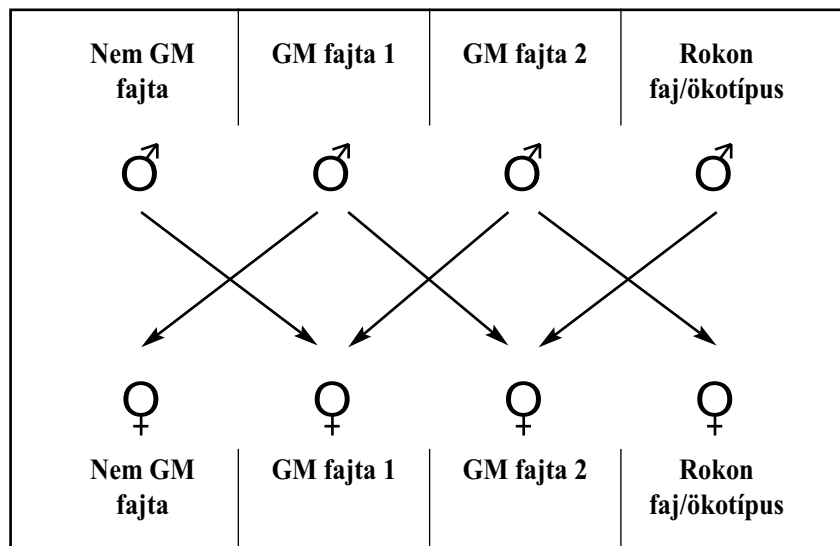 Nem GM
fajta
GM fajta 1
GM fajta 2
Rokon
faj/ökotípus
Nem GM
fajta
GM fajta 1
GM fajta 2
Rokon
faj/ökotípus